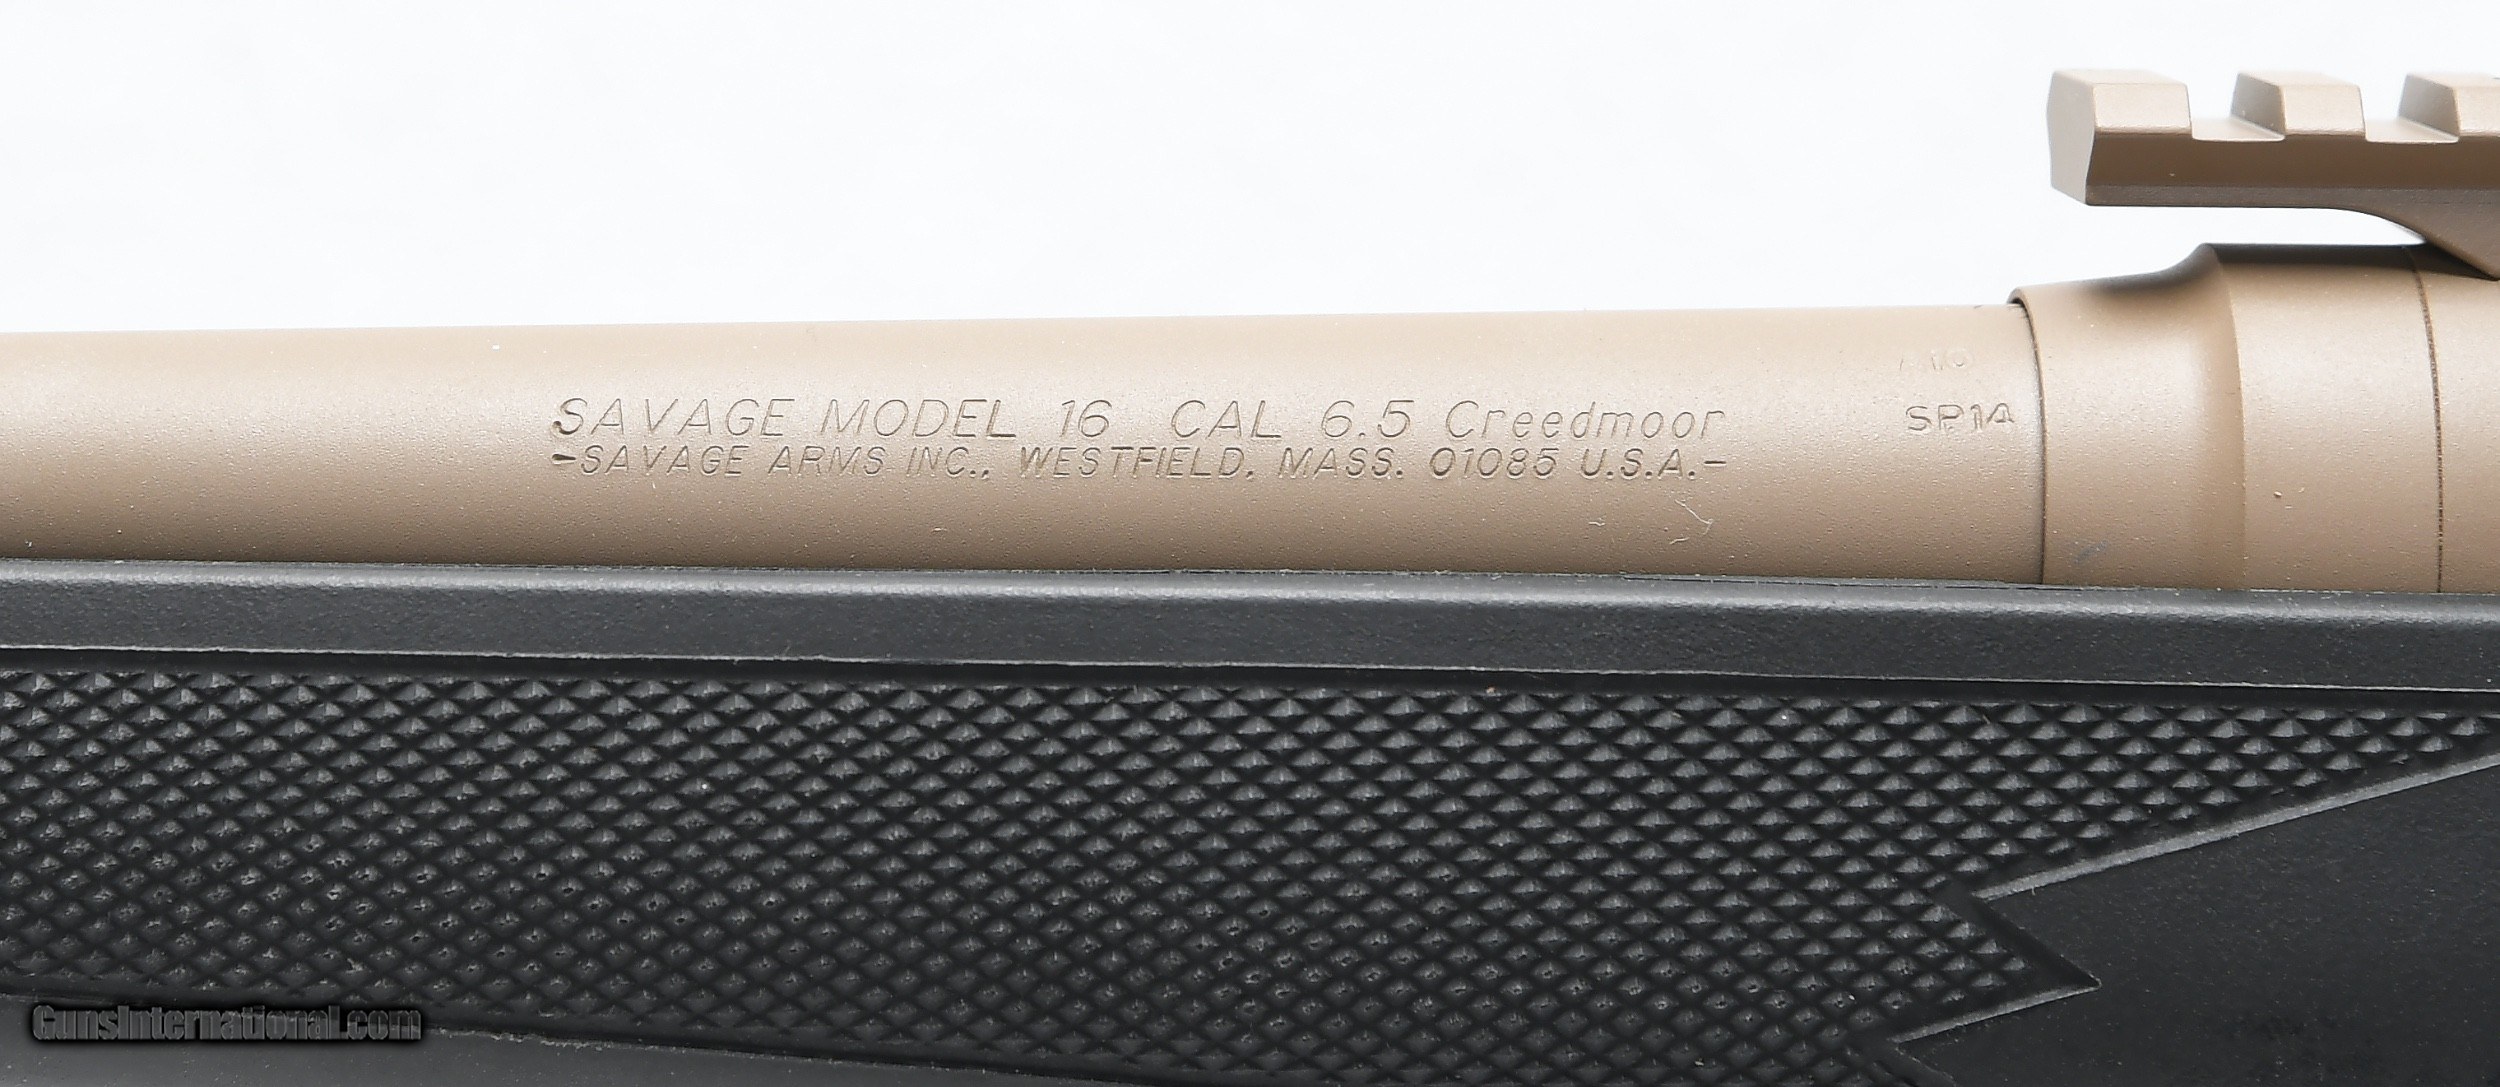 SAVAGE MODEL 16 CAL 6.5 Creedmoor
-SAVAGE ARMS INC., WESTFIELD, MASS. 01085 U.S.A.-
SP14
GunsInternational.com